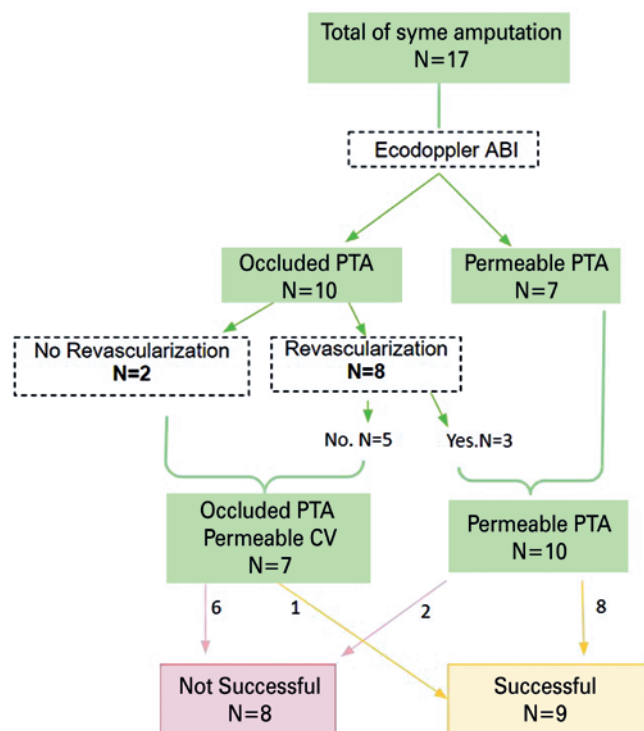 Total of syme amputation
N=17
Ecodoppler ABI
Occluded PTA
N=10
Permeable PTA
N=7
No Revascularization
N=2
Revascularization
N=8
No. N=5
Yes.N=3
Occluded PTA
Permeable CV
N=7
Permeable PTA
N=10
6
1
2
8
Not Successful
N=8
Successful
N=9